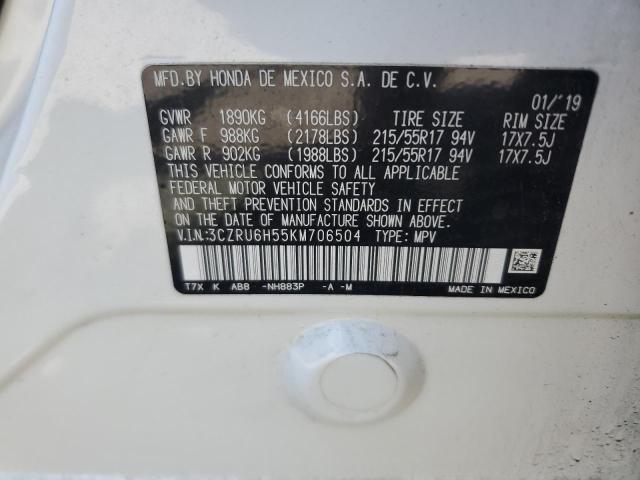 MFD.BY HONDA DE MEXICO S.A. DE C.V.
01/'19
GVWR 1890KG (4166LBS) TIRE SIZE RIM SIZE
GAWR F 988KG (2178LBS) 215/55R17 94V 17X7.5J
GAWR R 902KG (1988LBS) 215/55R17 94V 17X7.5J
THIS VEHICLE CONFORMS TO ALL APPLICABLE
FEDERAL MOTOR VEHICLE SAFETY
AND THEFT PREVENTION STANDARDS IN EFFECT ON
THE DATE OF MANUFACTURE SHOWN ABOVE.
V.I.N:3CZRU6H55KM706504 TYPE: MPV
T7X K AB8 -NH883P -A -M MADE IN MEXICO